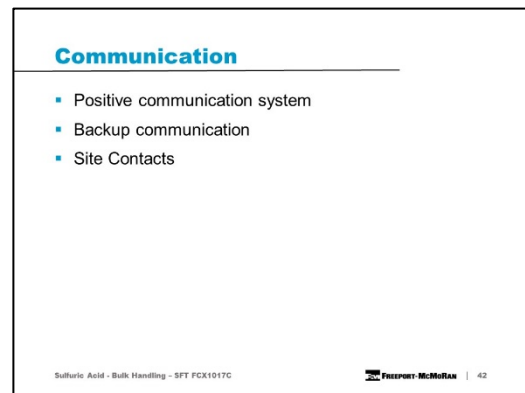 Communication
Positive communication system
Backup communication
Site Contacts
Sulfuric Acid - Bulk Handling – SFT FCX1017C
FREEPORT-MCMORAN | 42